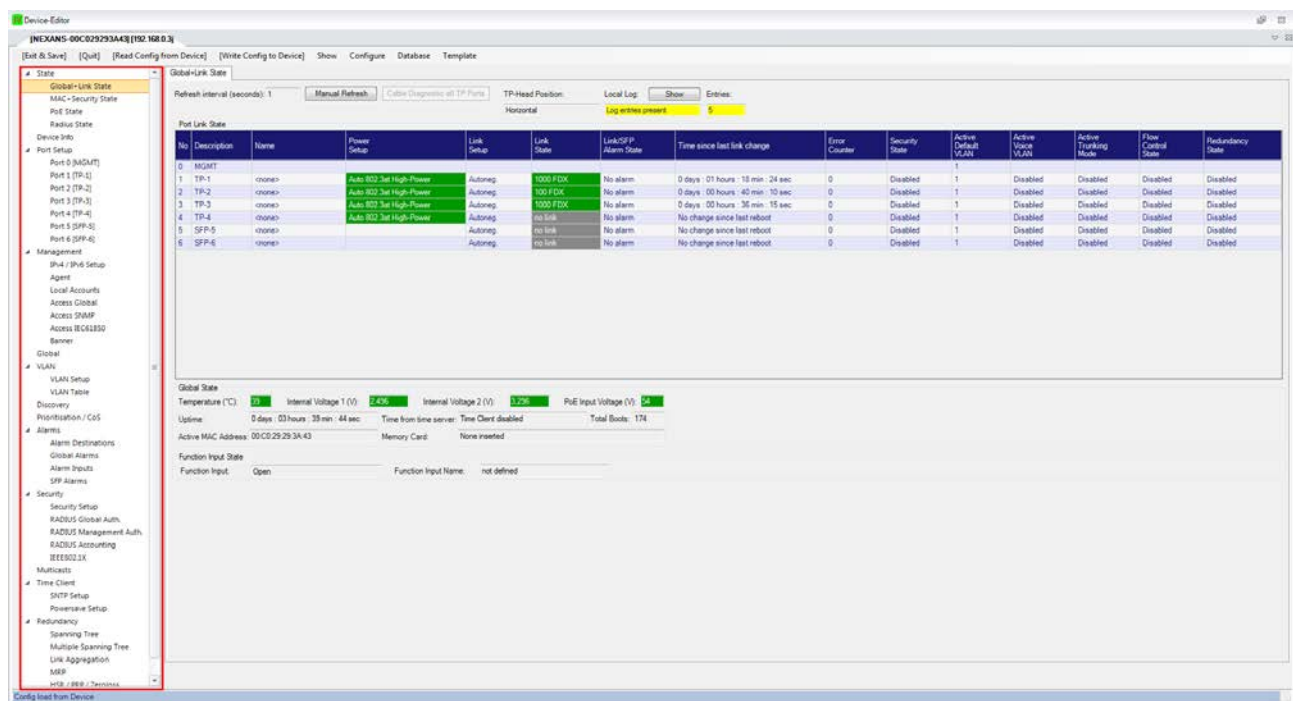 Device-Editor
[NEXANS-00C029293A43] [192.168.0.3]
[Exit & Save] [Quit] [Read Config from Device] [Write Config to Device] Show Configure Database Template
State
Global+Link State
MAC+Security State
PoE State
Radius State
Device Info
Port Setup
Port 0 [MGMT]
Port 1 [TP-1]
Port 2 [TP-2]
Port 3 [TP-3]
Port 4 [TP-4]
Port 5 [SFP-5]
Port 6 [SFP-6]
Management
IPv4 / IPv6 Setup
Agent
Local Accounts
Access Global
Access SNMP
Access IEC61850
Banner
Global
VLAN
VLAN Setup
VLAN Table
Discovery
Prioritisation / CoS
Alarms
Alarm Destinations
Global Alarms
Alarm Inputs
SFP Alarms
Security
Security Setup
RADIUS Global Auth.
RADIUS Management Auth.
RADIUS Accounting
IEEE802.1X
Multicasts
Time Client
SNTP Setup
Powersave Setup
Redundancy
Spanning Tree
Multiple Spanning Tree
Link Aggregation
MRP
HSR / PRP / Zeroloss
Global+Link State
Refresh interval (seconds): 1 Manual Refresh Cable Diagnostic all TP Ports TP-Head Position: Local Log: Show Entries:
Horizontal Log entries present 5
Port Link State
No Description Name Power Setup Link Setup Link State Link/SFP Alarm State Time since last link change Error Counter Security State Active Default VLAN Active Voice VLAN Active Trunking Mode Flow Control State Redundancy State
0 MGMT 1
1 TP-1 <none> Auto 802.3at High-Power Autoneg. 1000 FDX No alarm 0 days : 01 hours : 18 min : 24 sec 0 Disabled 1 Disabled Disabled Disabled Disabled
2 TP-2 <none> Auto 802.3at High-Power Autoneg. 100 FDX No alarm 0 days : 00 hours : 40 min : 10 sec 0 Disabled 1 Disabled Disabled Disabled Disabled
3 TP-3 <none> Auto 802.3at High-Power Autoneg. 1000 FDX No alarm 0 days : 00 hours : 36 min : 15 sec 0 Disabled 1 Disabled Disabled Disabled Disabled
4 TP-4 <none> Auto 802.3at High-Power Autoneg. no link No alarm No change since last reboot 0 Disabled 1 Disabled Disabled Disabled Disabled
5 SFP-5 <none> Autoneg. no link No alarm No change since last reboot 0 Disabled 1 Disabled Disabled Disabled Disabled
6 SFP-6 <none> Autoneg. no link No alarm No change since last reboot 0 Disabled 1 Disabled Disabled Disabled Disabled
Global State
Temperature (°C): Internal Voltage 1 (V): 2.496 Internal Voltage 2 (V): 3.296 PoE Input Voltage (V): 54
Uptime: 0 days : 03 hours : 39 min : 44 sec Time from time server: Time Client disabled Total Boots: 174
Active MAC Address: 00:C0:29:29:3A:43 Memory Card: None inserted
Function Input State
Function Input: Open Function Input Name: not defined
Config load from Device